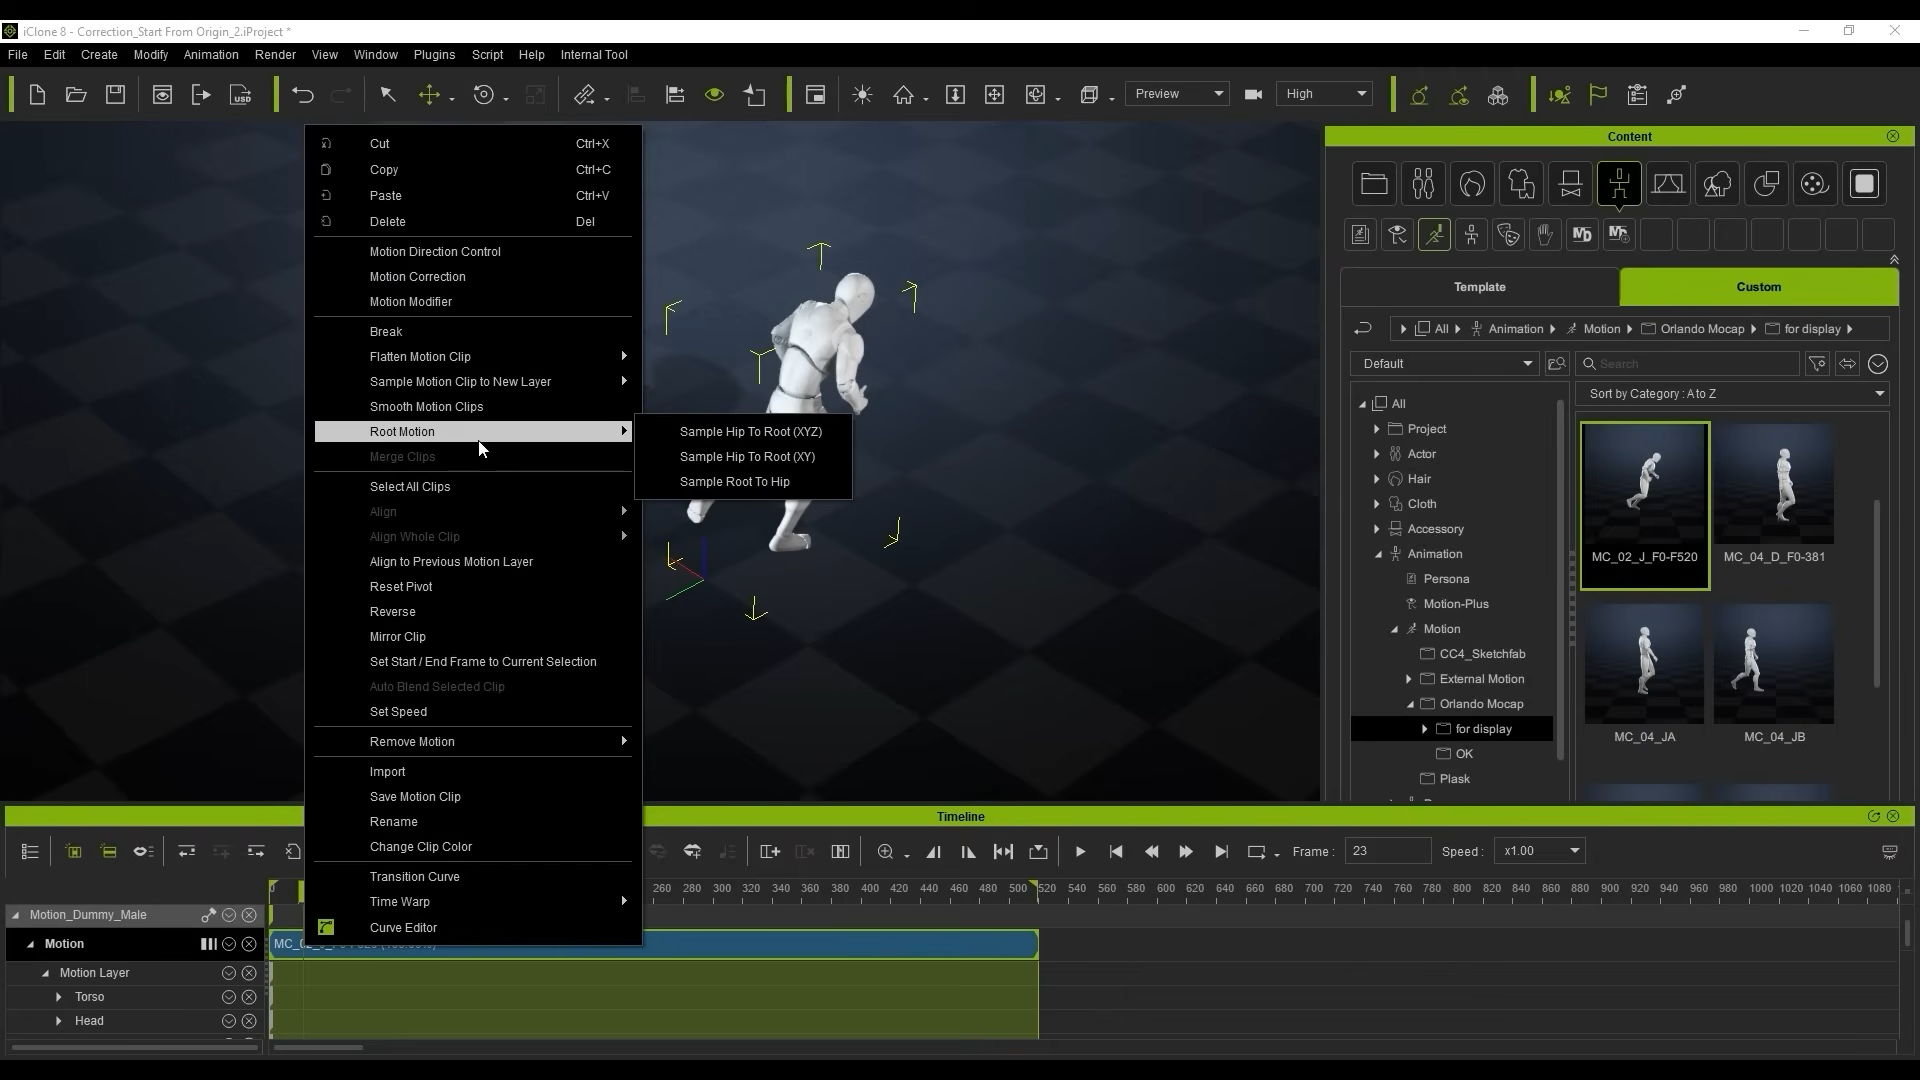 iClone 8 - Correction_Start From Origin_2.iProject *
File Edit Create Modify Animation Render View Window Plugins Script Help Internal Tool
USD Preview High
Cut Ctrl+X
Copy Ctrl+C
Paste Ctrl+V
Delete Del
Motion Direction Control
Motion Correction
Motion Modifier
Break
Flatten Motion Clip
Sample Motion Clip to New Layer
Smooth Motion Clips
Root Motion
Merge Clips
Select All Clips
Align
Align Whole Clip
Align to Previous Motion Layer
Reset Pivot
Reverse
Mirror Clip
Set Start / End Frame to Current Selection
Auto Blend Selected Clip
Set Speed
Remove Motion
Import
Save Motion Clip
Rename
Change Clip Color
Transition Curve
Time Warp
Curve Editor
Sample Hip To Root (XYZ)
Sample Hip To Root (XY)
Sample Root To Hip
Content
Template Custom
All Animation Motion Orlando Mocap for display
Default Search
Sort by Category : A to Z
All
Project
Actor
Hair
Cloth
Accessory
Animation
Persona
Motion-Plus
Motion
CC4_Sketchfab
External Motion
Orlando Mocap
for display
OK
Plask
MC_02_J_F0-F520 MC_04_D_F0-381
MC_04_JA MC_04_JB
Timeline
Frame : 23 Speed : x1.00
260 280 300 320 340 360 380 400 420 440 460 480 500 520 540 560 580 600 620 640 660 680 700 720 740 760 780 800 820 840 860 880 900 920 940 960 980 1000 1020 1040 1060 1080
Motion_Dummy_Male
Motion
Motion Layer
Torso
Head